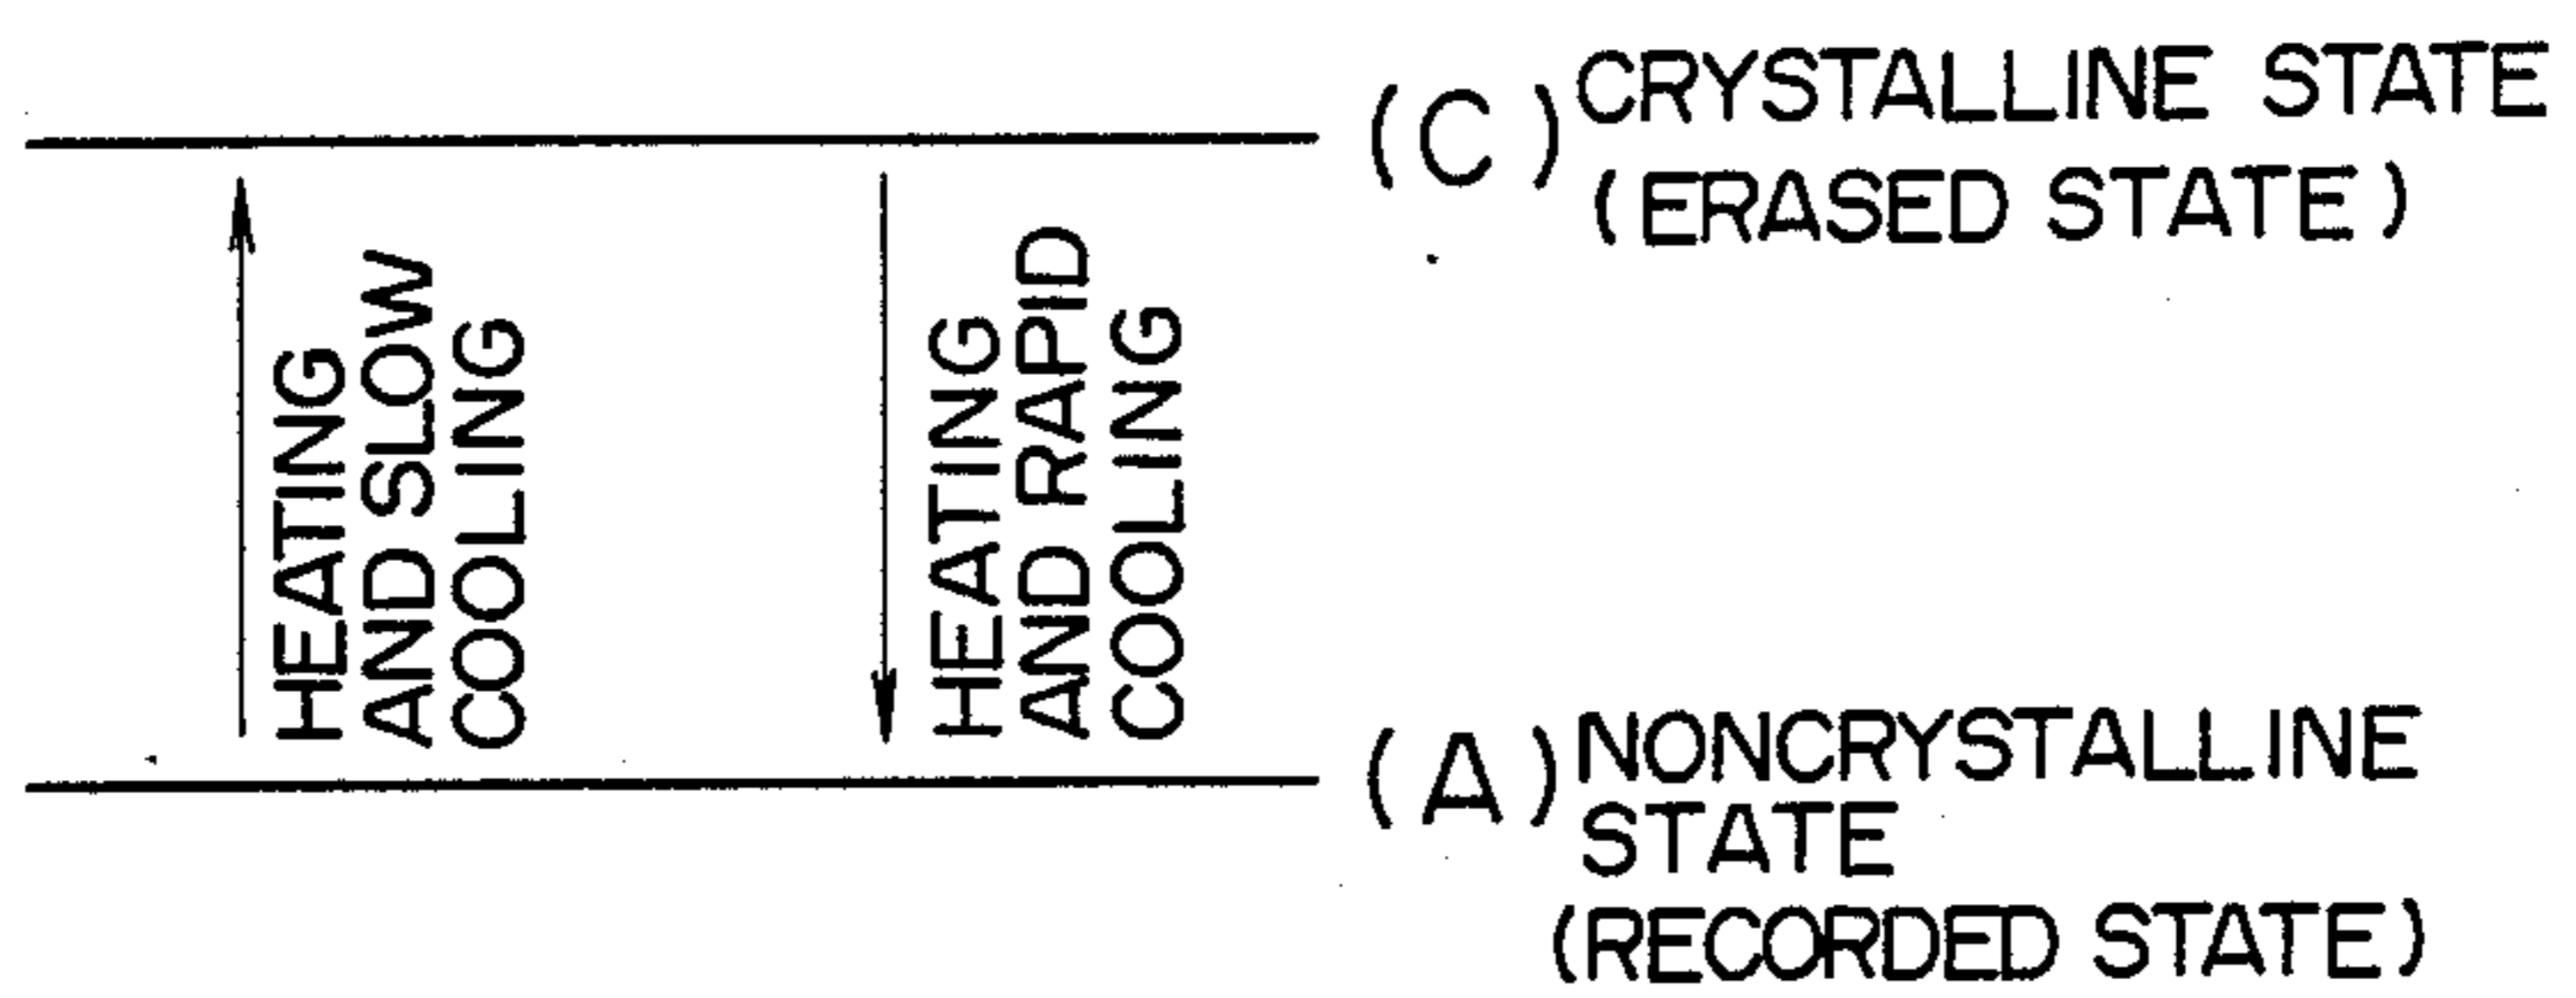 (C) CRYSTALLINE STATE
(ERASED STATE)
HEATING
AND SLOW
COOLING
HEATING
AND RAPID
COOLING
(A) NONCRYSTALLINE
STATE
(RECORDED STATE)